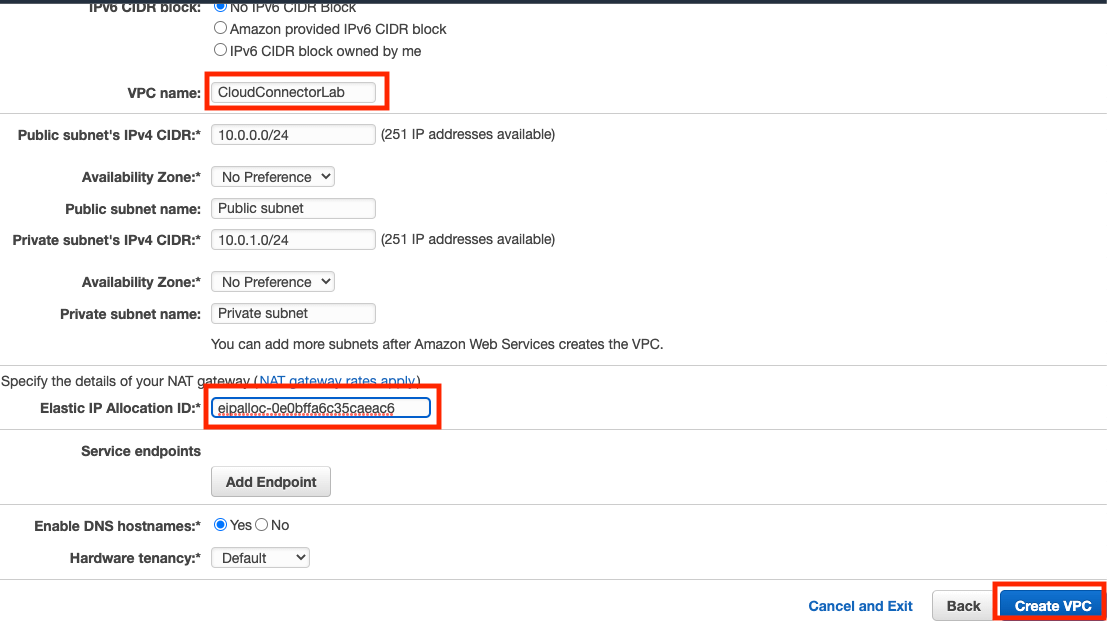 IPv6 CIDR block: No IPv6 CIDR Block
Amazon provided IPv6 CIDR block
IPv6 CIDR block owned by me
VPC name: CloudConnectorLab
Public subnet's IPv4 CIDR:* 10.0.0.0/24 (251 IP addresses available)
Availability Zone:* No Preference
Public subnet name: Public subnet
Private subnet's IPv4 CIDR:* 10.0.1.0/24 (251 IP addresses available)
Availability Zone:* No Preference
Private subnet name: Private subnet
You can add more subnets after Amazon Web Services creates the VPC.
Specify the details of your NAT gateway (NAT gateway rates apply)
Elastic IP Allocation ID:* eipalloc-0e0bffa6c35caeac6
Service endpoints
Add Endpoint
Enable DNS hostnames:* Yes No
Hardware tenancy:* Default
Cancel and Exit Back Create VPC